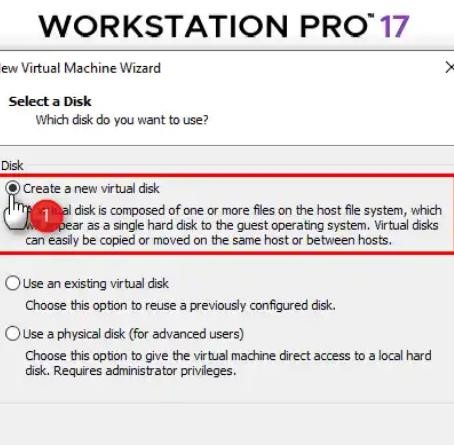 WORKSTATION PRO™ 17
New Virtual Machine Wizard
Select a Disk
Which disk do you want to use?
Disk
Create a new virtual disk
1
disk is composed of one or more files on the host file system, which
appear as a single hard disk to the guest operating system. Virtual disks
can easily be copied or moved on the same host or between hosts.
Use an existing virtual disk
Choose this option to reuse a previously configured disk.
Use a physical disk (for advanced users)
Choose this option to give the virtual machine direct access to a local hard
disk. Requires administrator privileges.